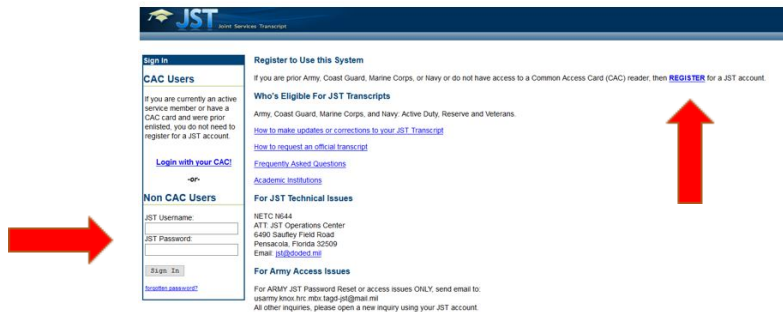 JST Joint Services Transcript
Sign In
CAC Users
If you are currently an active
service member or have a
CAC card and were prior
enlisted, you do not need to
register for a JST account.
Login with your CAC!
-or-
Non CAC Users
JST Username:
JST Password:
Sign In
forgotten password?
Register to Use this System
If you are prior Army, Coast Guard, Marine Corps, or Navy or do not have access to a Common Access Card (CAC) reader, then REGISTER for a JST account.
Who's Eligible For JST Transcripts
Army, Coast Guard, Marine Corps, and Navy: Active Duty, Reserve and Veterans.
How to make updates or corrections to your JST Transcript
How to request an official transcript
Frequently Asked Questions
Academic Institutions
For JST Technical Issues
NETC N644
ATT: JST Operations Center
6490 Saufley Field Road
Pensacola, Florida 32509
Email: jst@doded.mil
For Army Access Issues
For ARMY JST Password Reset or access issues ONLY, send email to:
usarmy.knox.hrc.mbx.tagd-jst@mail.mil
All other inquiries, please open a new inquiry using your JST account.